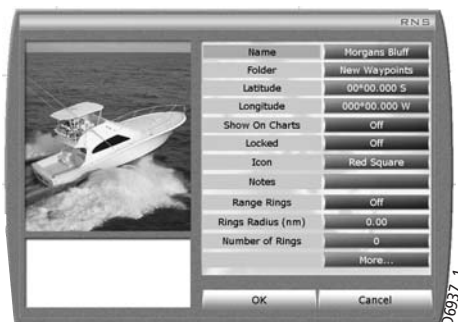 RNS
Name Morgans Bluff
Folder New Waypoints
Latitude 00°00.000 S
Longitude 000°00.000 W
Show On Charts Off
Locked Off
Icon Red Square
Notes
Range Rings Off
Rings Radius (nm) 0.00
Number of Rings 0
More...
OK Cancel
D6937_1